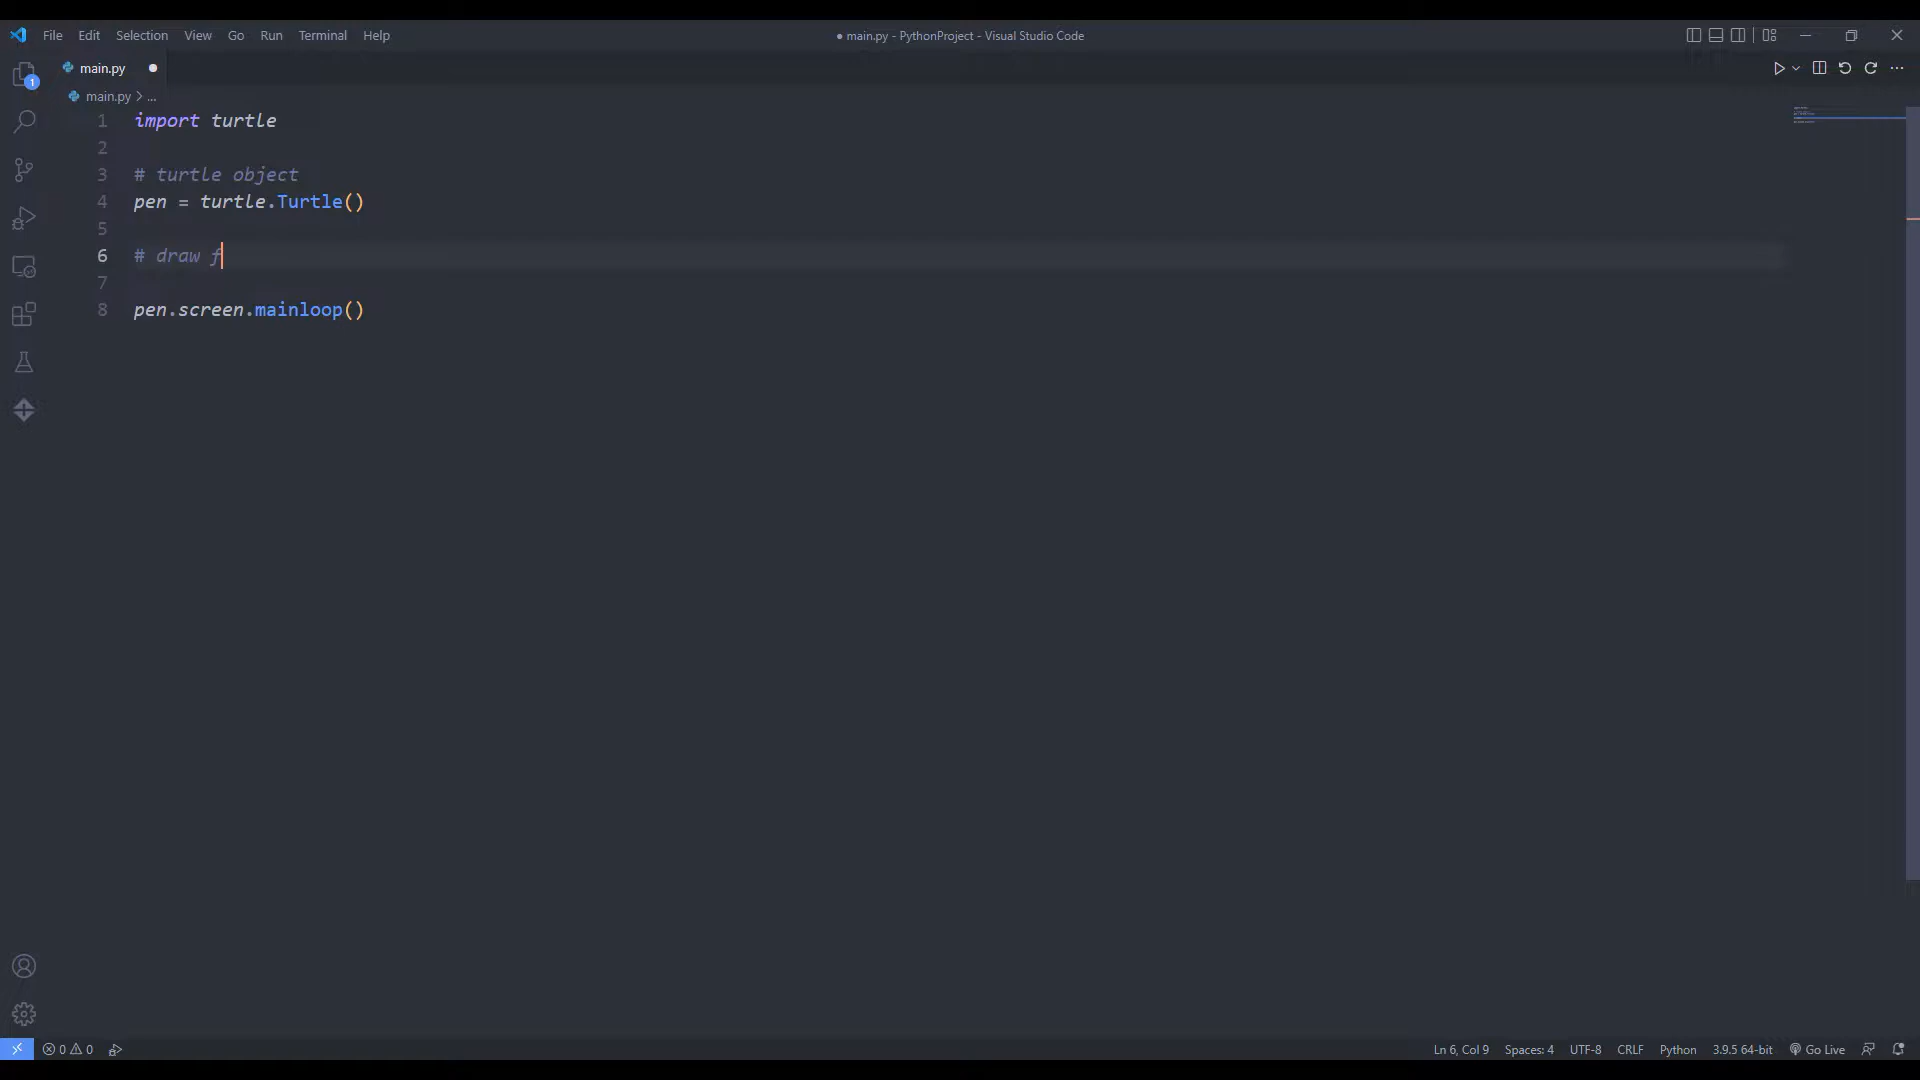 File Edit Selection View Go Run Terminal Help
● main.py - PythonProject - Visual Studio Code
main.py ●
main.py > ...
1
1 import turtle
2
3 # turtle object
4 pen = turtle.Turtle()
5
6 # draw f
7
8 pen.screen.mainloop()
0 0
Ln 6, Col 9 Spaces: 4 UTF-8 CRLF Python 3.9.5 64-bit Go Live